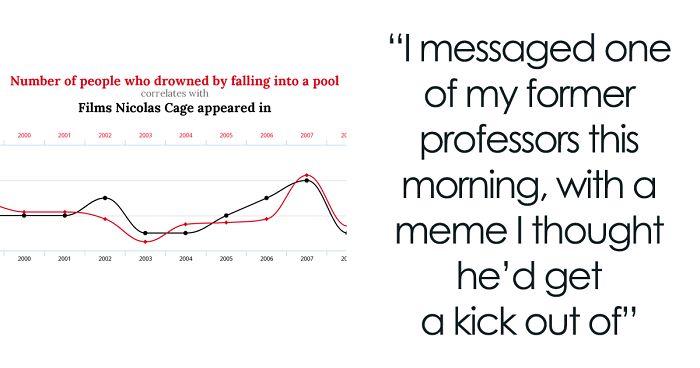 Number of people who drowned by falling into a pool
correlates with
Films Nicolas Cage appeared in
2000 2001 2002 2003 2004 2005 2006 2007 20
2000 2001 2002 2003 2004 2005 2006 2007 20
“I messaged one
of my former
professors this
morning, with a
meme I thought
he’d get
a kick out of”